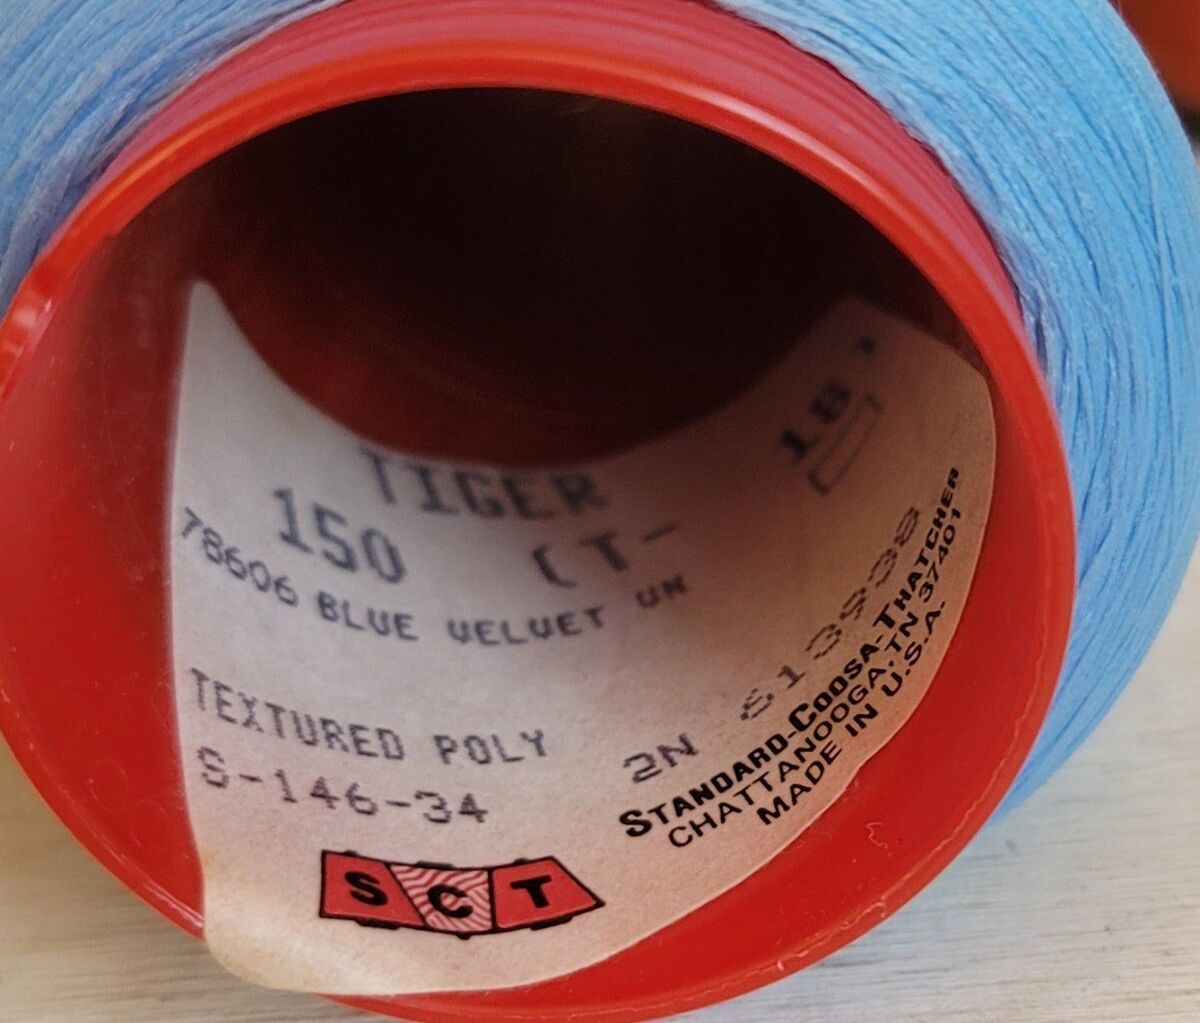 TIGER 18
150 (T-
78606 BLUE VELVET UN
TEXTURED POLY
S-146-34
2N 613938
SCT
STANDARD-COOSA-THATCHER
CHATTANOOGA, TN 37401
MADE IN U.S.A.